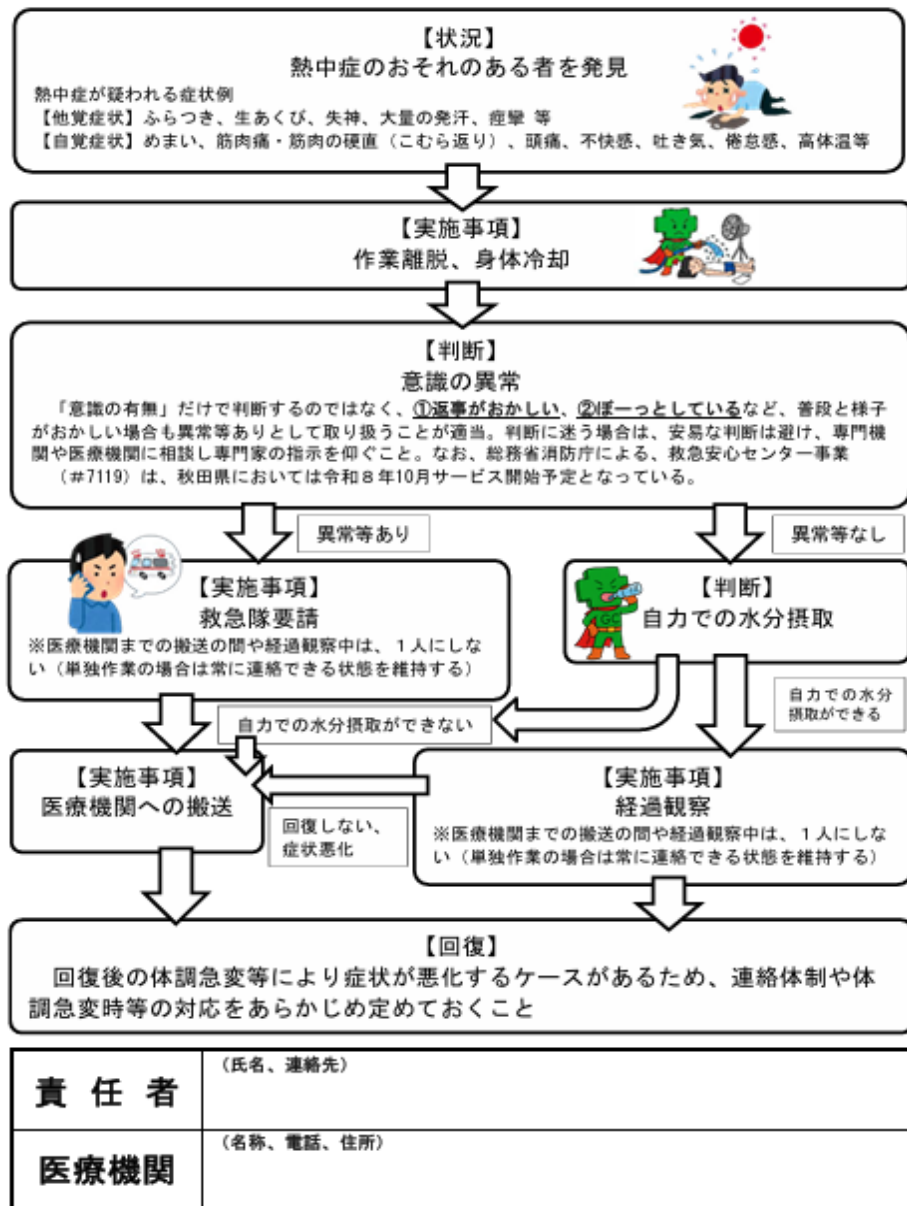 【状況】
熱中症のおそれのある者を発見
熱中症が疑われる症状例
【他覚症状】ふらつき、生あくび、失神、大量の発汗、痙攣 等
【自覚症状】めまい、筋肉痛・筋肉の硬直（こむら返り）、頭痛、不快感、吐き気、倦怠感、高体温等
【実施事項】
作業離脱、身体冷却
【判断】
意識の異常
「意識の有無」だけで判断するのではなく、①返事がおかしい、②ぼーっとしているなど、普段と様子
がおかしい場合も異常等ありとして取り扱うことが適当。判断に迷う場合は、安易な判断は避け、専門機
関や医療機関に相談し専門家の指示を仰ぐこと。なお、総務省消防庁による、救急安心センター事業
（#7119）は、秋田県においては令和８年10月サービス開始予定となっている。
異常等あり
異常等なし
【実施事項】
救急隊要請
※医療機関までの搬送の間や経過観察中は、１人にしな
い（単独作業の場合は常に連絡できる状態を維持する）
【判断】
自力での水分摂取
GC
自力での水分
摂取ができる
自力での水分摂取ができない
【実施事項】
医療機関への搬送
回復しない、
症状悪化
【実施事項】
経過観察
※医療機関までの搬送の間や経過観察中は、１人にしな
い（単独作業の場合は常に連絡できる状態を維持する）
【回復】
回復後の体調急変等により症状が悪化するケースがあるため、連絡体制や体
調急変時等の対応をあらかじめ定めておくこと
責 任 者
（氏名、連絡先）
医療機関
（名称、電話、住所）